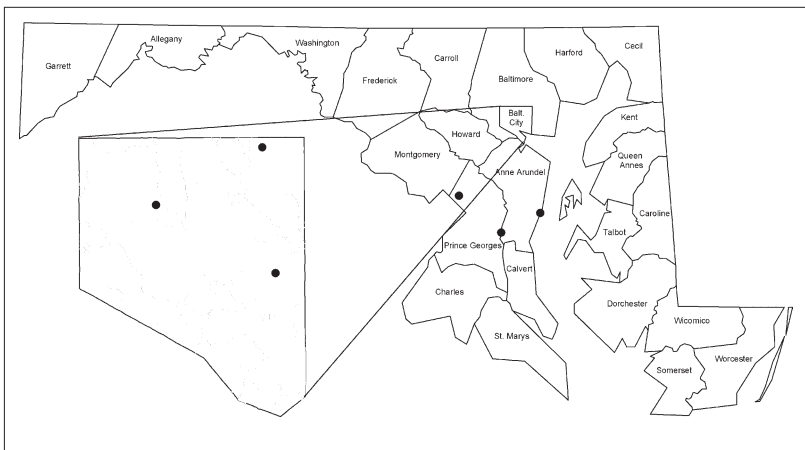 Garrett
Allegany
Washington
Frederick
Carroll
Baltimore
Harford
Cecil
Balt.
City
Howard
Montgomery
Kent
Queen
Annes
Anne Arundel
Caroline
Talbot
Prince Georges
Calvert
Charles
St. Marys
Dorchester
Wicomico
Worcester
Somerset